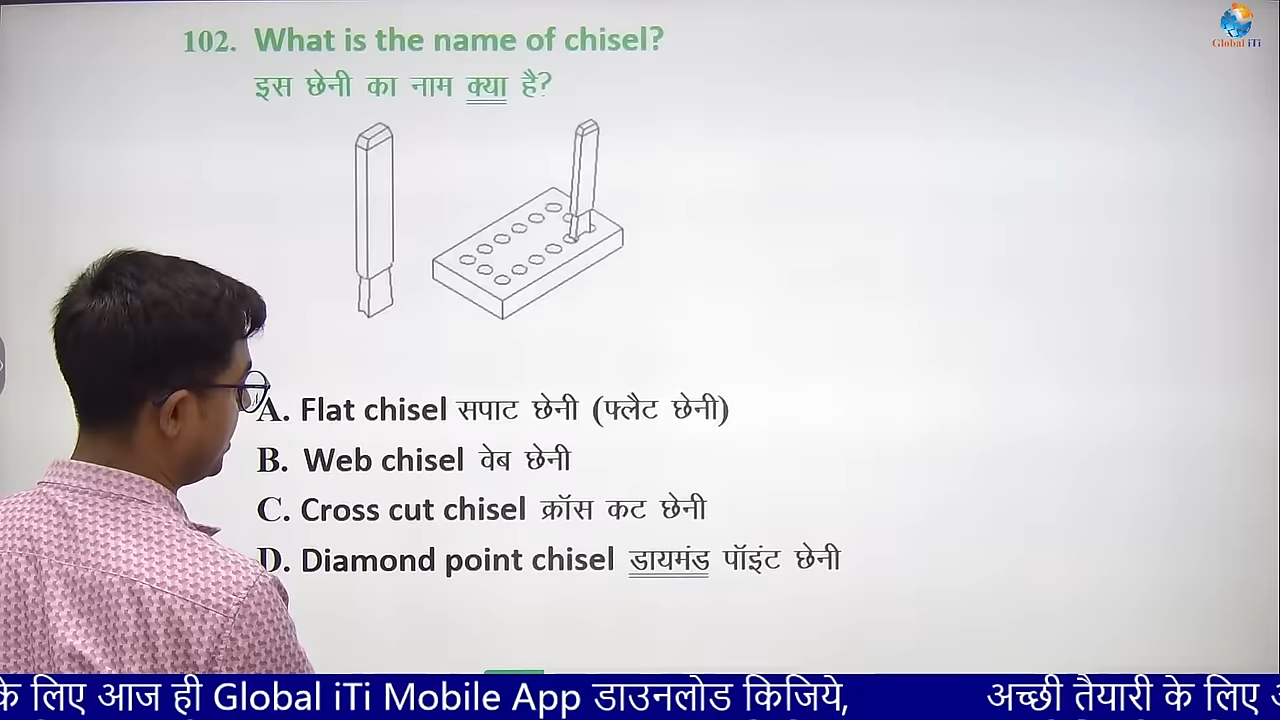 102. What is the name of chisel?
इस छेनी का नाम क्या है?
Global iTi
A. Flat chisel सपाट छेनी (फ्लैट छेनी)
B. Web chisel वेब छेनी
C. Cross cut chisel क्रॉस कट छेनी
D. Diamond point chisel डायमंड पॉइंट छेनी
के लिए आज ही Global iTi Mobile App डाउनलोड किजिये, अच्छी तैयारी के लिए